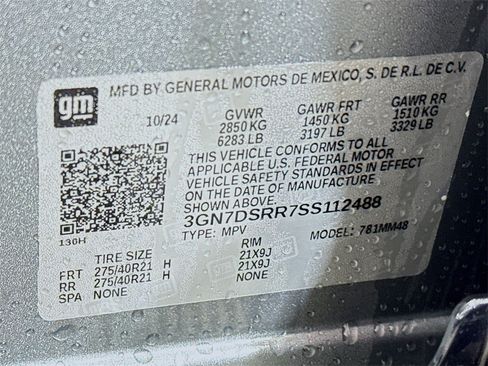 gm
MFD BY GENERAL MOTORS DE MEXICO, S. DE R.L. DE C.V.
10/24 GVWR GAWR FRT GAWR RR
2850 KG 1450 KG 1510 KG
6283 LB 3197 LB 3329 LB
THIS VEHICLE CONFORMS TO ALL
APPLICABLE U.S. FEDERAL MOTOR
VEHICLE SAFETY STANDARDS IN EFFECT
ON THE DATE OF MANUFACTURE
SHOWN ABOVE.
3GN7DSRR7SS112488
TYPE: MPV MODEL: 781MM48
130H
TIRE SIZE RIM
FRT 275/40R21 H 21X9J
RR 275/40R21 H 21X9J
SPA NONE NONE